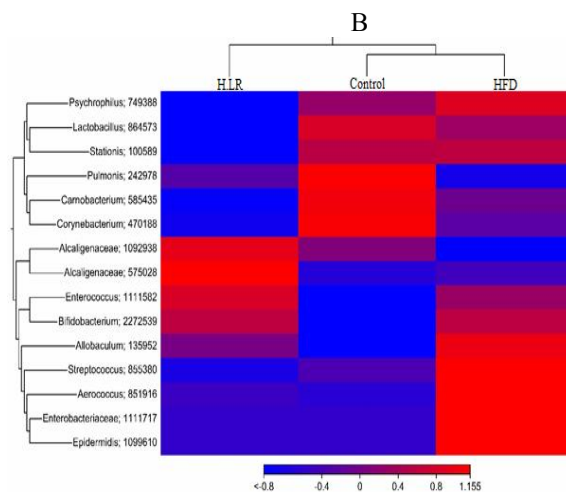 B
H.LR Control HFD
Psychrophilus; 749388
Lactobacillus; 864573
Stationis; 100589
Pulmonis; 242978
Carnobacterium; 585435
Corynebacterium; 470188
Alcaligenaceae; 1092938
Alcaligenaceae; 575028
Enterococcus; 1111582
Bifidobacterium; 2272539
Allobaculum; 135952
Streptococcus; 855380
Aerococcus; 851916
Enterobacteriaceae; 1111717
Epidermidis; 1099610
<-0.8 -0.4 0 0.4 0.8 1.155